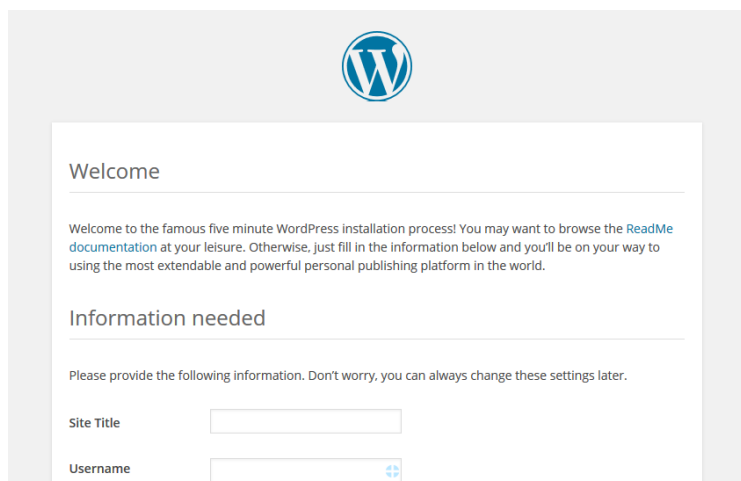 Welcome
Welcome to the famous five minute WordPress installation process! You may want to browse the ReadMe
documentation at your leisure. Otherwise, just fill in the information below and you'll be on your way to
using the most extendable and powerful personal publishing platform in the world.
Information needed
Please provide the following information. Don't worry, you can always change these settings later.
Site Title
Username